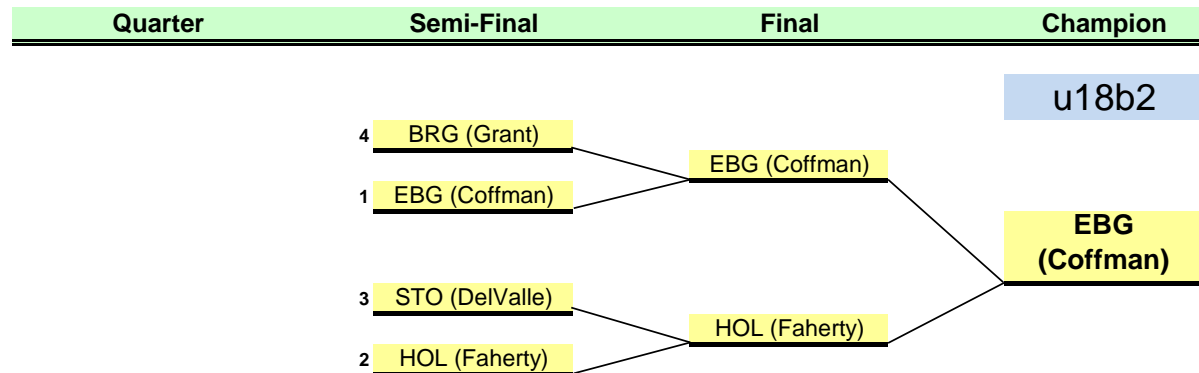 Quarter Semi-Final Final Champion
u18b2
4 BRG (Grant)
EBG (Coffman)
1 EBG (Coffman)
EBG
(Coffman)
3 STO (DelValle)
HOL (Faherty)
2 HOL (Faherty)